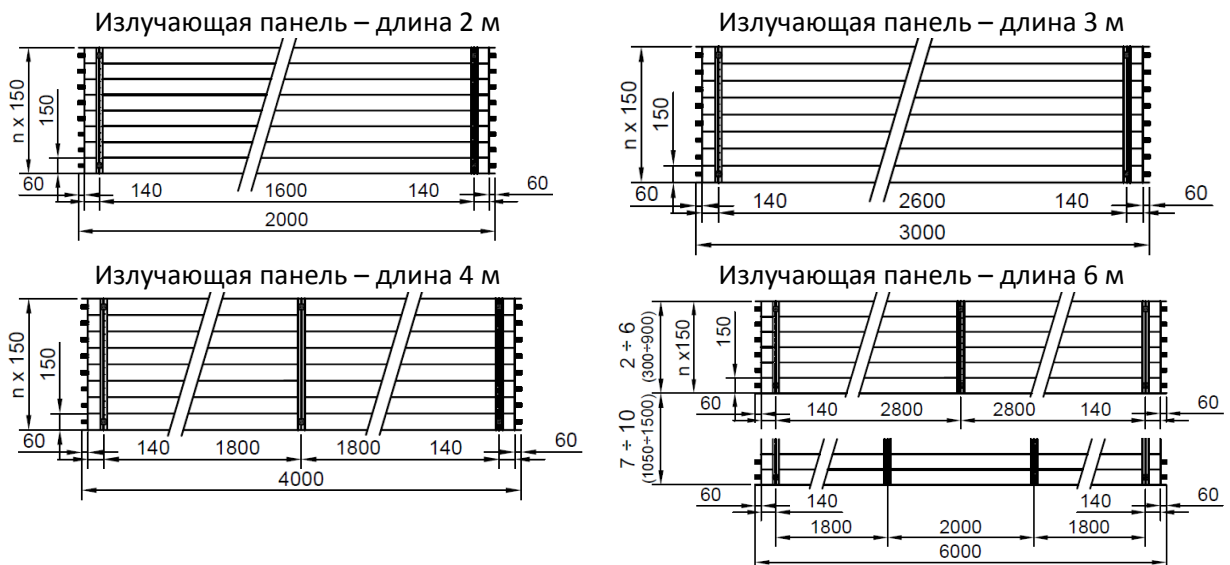 Излучающая панель – длина 2 м
n x 150
150
60 140 1600 140 60
2000
Излучающая панель – длина 3 м
n x 150
150
60 140 2600 140 60
3000
Излучающая панель – длина 4 м
n x 150
150
60 140 1800 1800 140 60
4000
Излучающая панель – длина 6 м
2 ÷ 6
(300÷900)
n x150
150
60 140 2800 2800 140 60
7 ÷ 10
(1050÷1500)
60 140 140 60
1800 2000 1800
6000